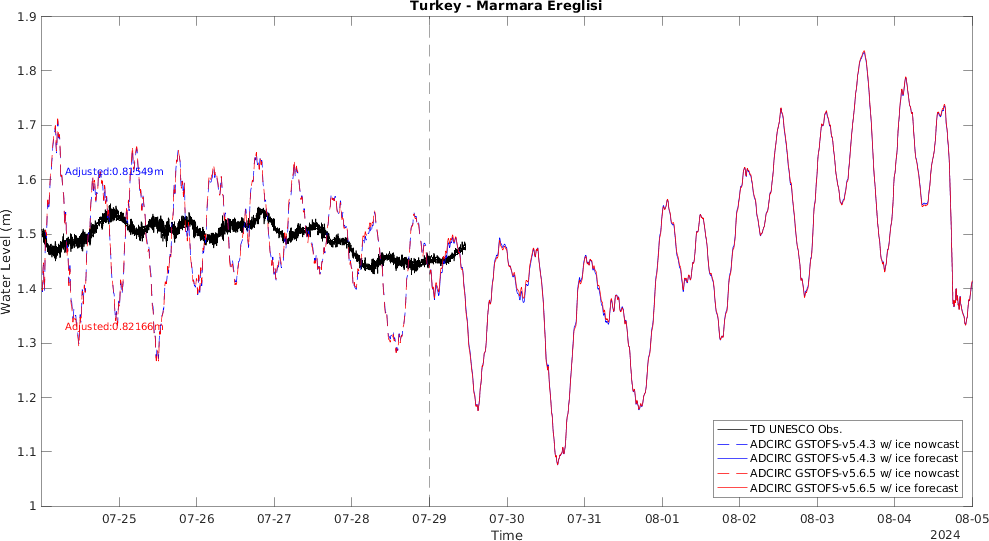 Turkey - Marmara Ereglisi
1.9
1.8
1.7
1.6
1.5
1.4
1.3
1.2
1.1
1
Water Level (m)
Adjusted:0.81549m
Adjusted:0.82166m
TD UNESCO Obs.
ADCIRC GSTOFS-v5.4.3 w/ ice nowcast
ADCIRC GSTOFS-v5.4.3 w/ ice forecast
ADCIRC GSTOFS-v5.6.5 w/ ice nowcast
ADCIRC GSTOFS-v5.6.5 w/ ice forecast
07-25 07-26 07-27 07-28 07-29 07-30 07-31 08-01 08-02 08-03 08-04 08-05
Time
2024